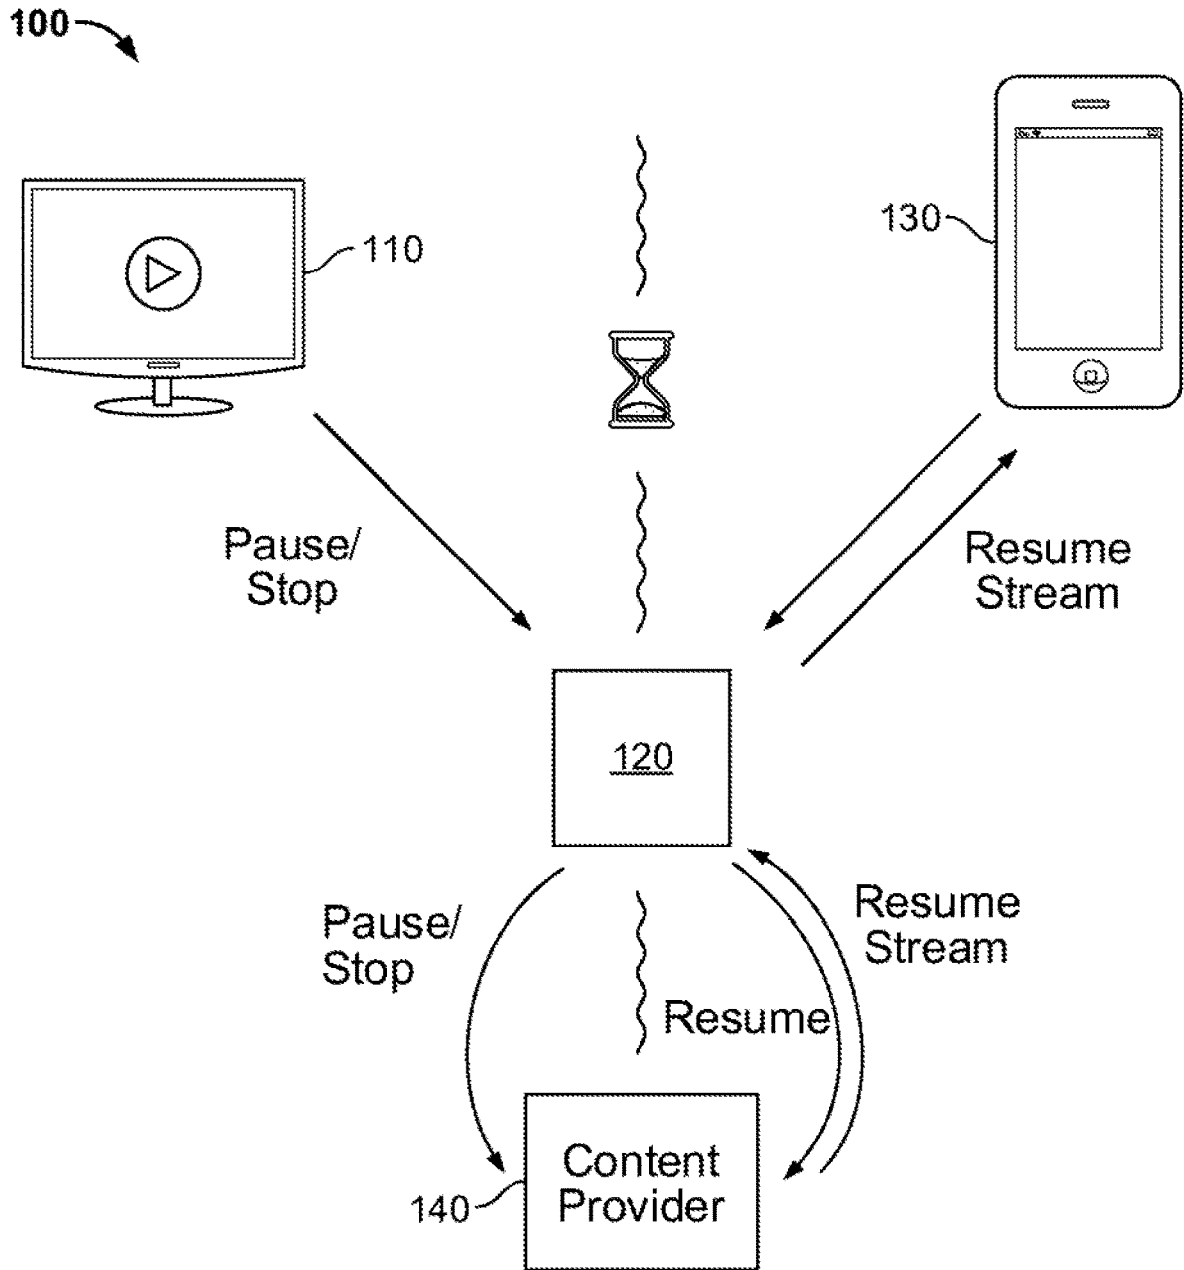 100
110
130
Pause/
Stop
Resume
Stream
120
Pause/
Stop
Resume
Stream
Resume
Content
Provider
140